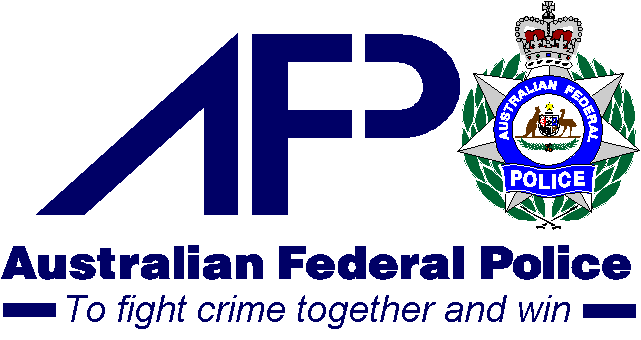 AFP
AUSTRALIAN FEDERAL
POLICE
Australian Federal Police
To fight crime together and win